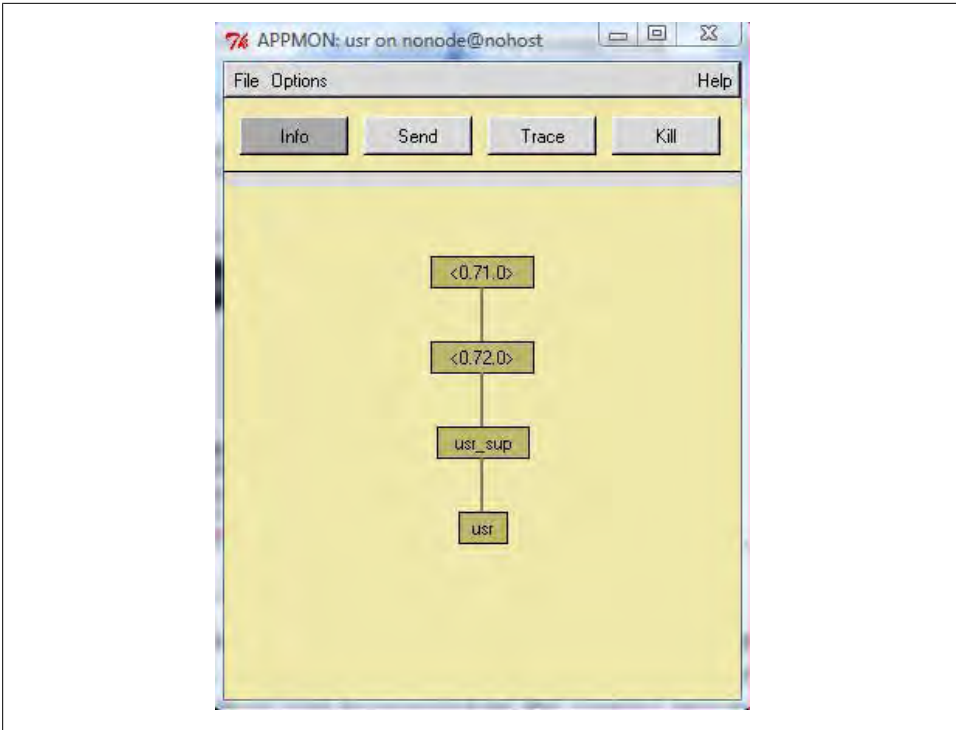 APPMON: usr on nonode@nohost
File Options Help
Info Send Trace Kill
<0.71.0>
<0.72.0>
usr_sup
usr